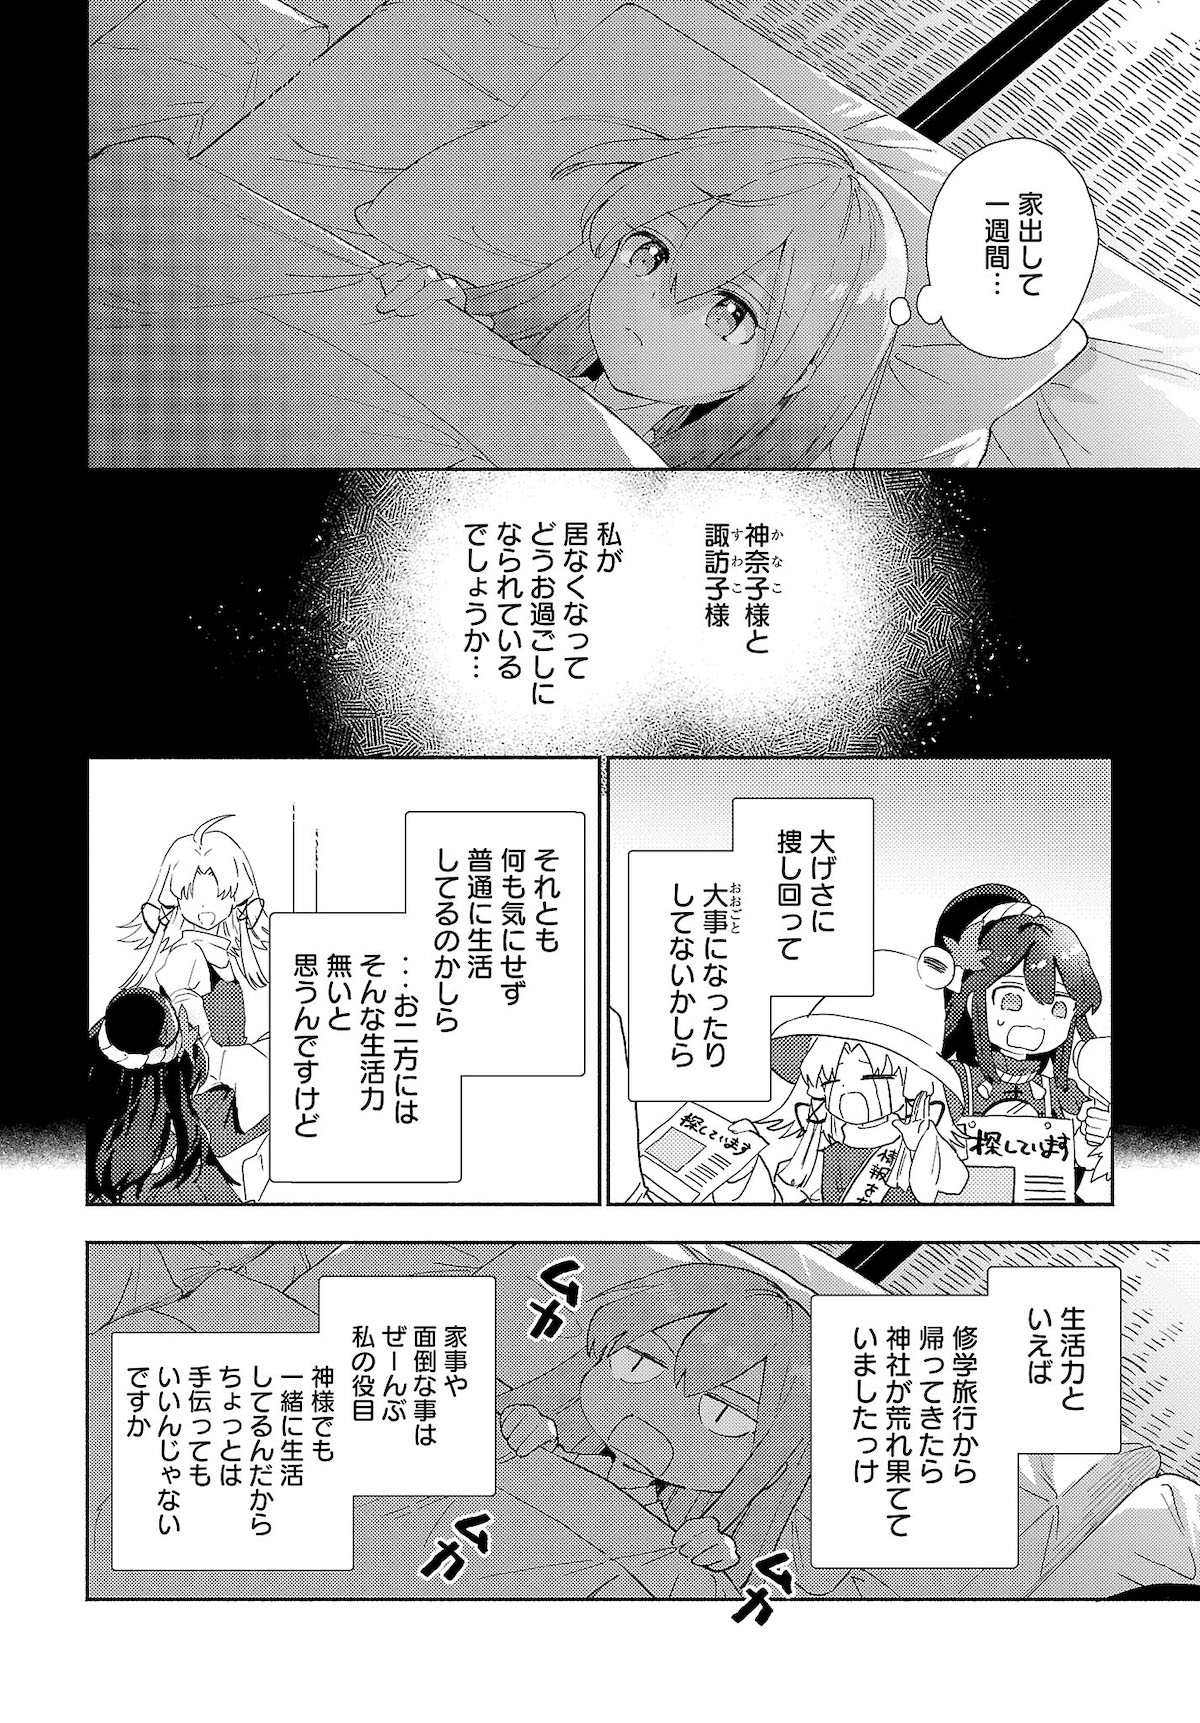 家出して
一週間…
神奈子様と
かなこ
諏訪子様
すわこ
私が
居なくなって
どうお過ごしに
なられている
でしょうか…
大げさに
捜し回って
大事になったり
おおごと
してないかしら
探しています
探しています
それとも
何も気にせず
普通に生活
してるのかしら
…お二方には
そんな生活力
無いと
思うんですけど
生活力と
いえば
修学旅行から
帰ってきたら
神社が荒れ果てて
いましたっけ
ムカ
ムカ
ムカ
家事や
面倒な事は
ぜーんぶ
私の役目
神様でも
一緒に生活
してるんだから
ちょっとは
手伝っても
いいんじゃない
ですか